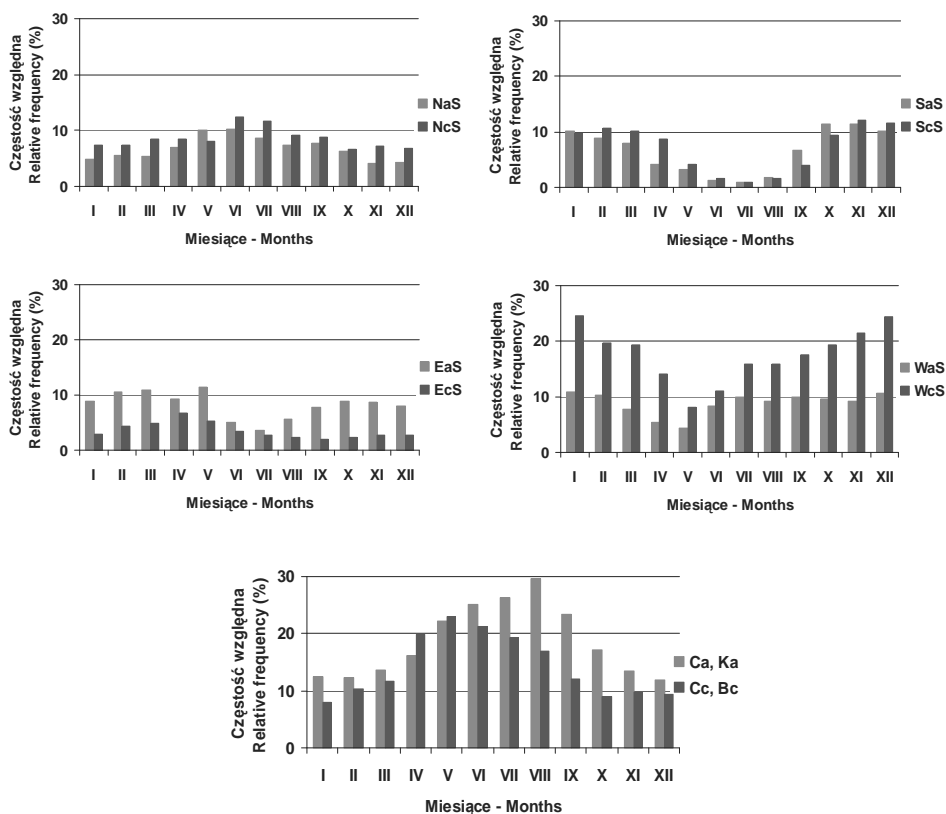 Częstość względna
Relative frequency (%)
30
20
10
0
I II III IV V VI VII VIII IX X XI XII
Miesiące - Months
NaS
NcS
Częstość względna
Relative frequency (%)
30
20
10
0
I II III IV V VI VII VIII IX X XI XII
Miesiące - Months
SaS
ScS
Częstość względna
Relative frequency (%)
30
20
10
0
I II III IV V VI VII VIII IX X XI XII
Miesiące - Months
EaS
EcS
Częstość względna
Relative frequency (%)
30
20
10
0
I II III IV V VI VII VIII IX X XI XII
Miesiące - Months
WaS
WcS
Częstość względna
Relative frequency (%)
30
20
10
0
I II III IV V VI VII VIII IX X XI XII
Miesiące - Months
Ca, Ka
Cc, Bc